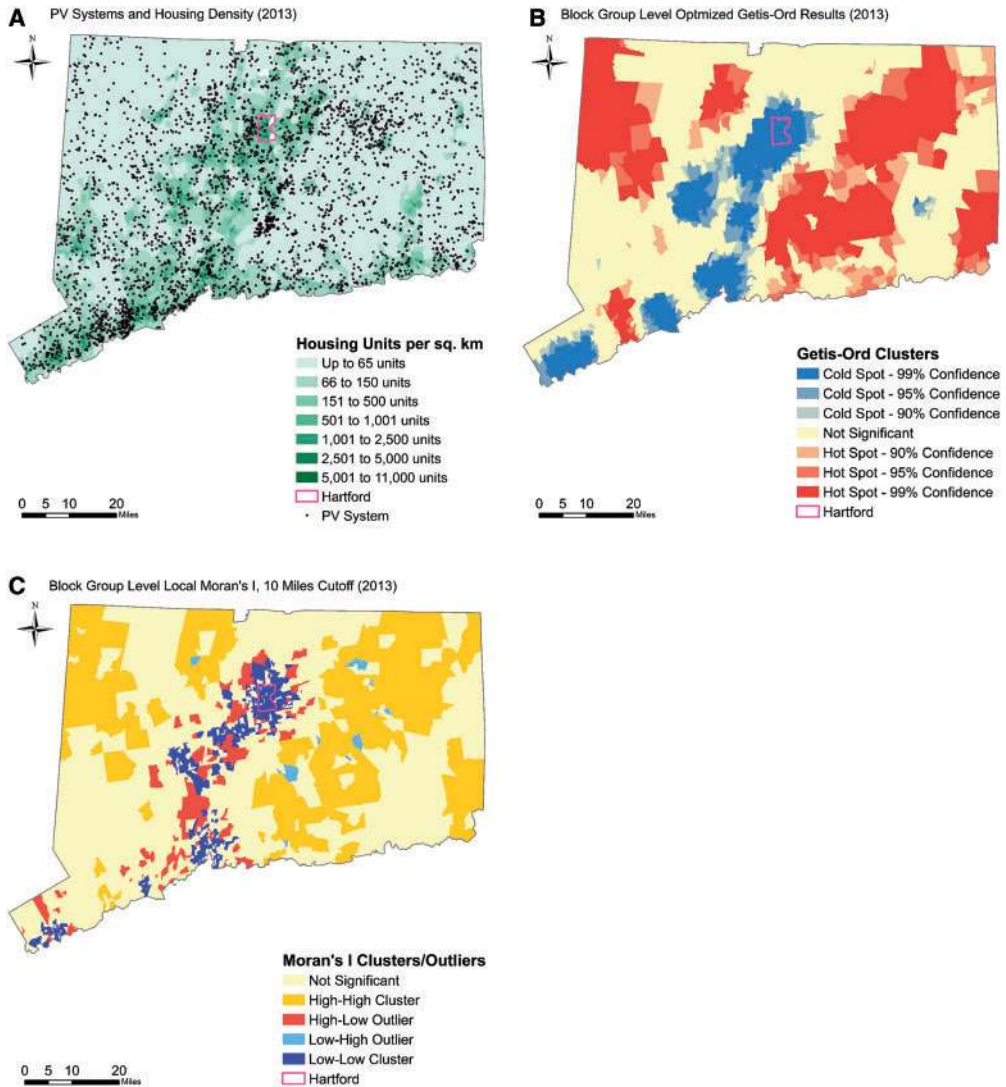 A PV Systems and Housing Density (2013)
N
Housing Units per sq. km
Up to 65 units
66 to 150 units
151 to 500 units
501 to 1,001 units
1,001 to 2,500 units
2,501 to 5,000 units
5,001 to 11,000 units
Hartford
PV System
0 5 10 20
Miles
B Block Group Level Optmized Getis-Ord Results (2013)
N
Getis-Ord Clusters
Cold Spot - 99% Confidence
Cold Spot - 95% Confidence
Cold Spot - 90% Confidence
Not Significant
Hot Spot - 90% Confidence
Hot Spot - 95% Confidence
Hot Spot - 99% Confidence
Hartford
0 5 10 20
Miles
C Block Group Level Local Moran's I, 10 Miles Cutoff (2013)
N
Moran's I Clusters/Outliers
Not Significant
High-High Cluster
High-Low Outlier
Low-High Outlier
Low-Low Cluster
Hartford
0 5 10 20
Miles